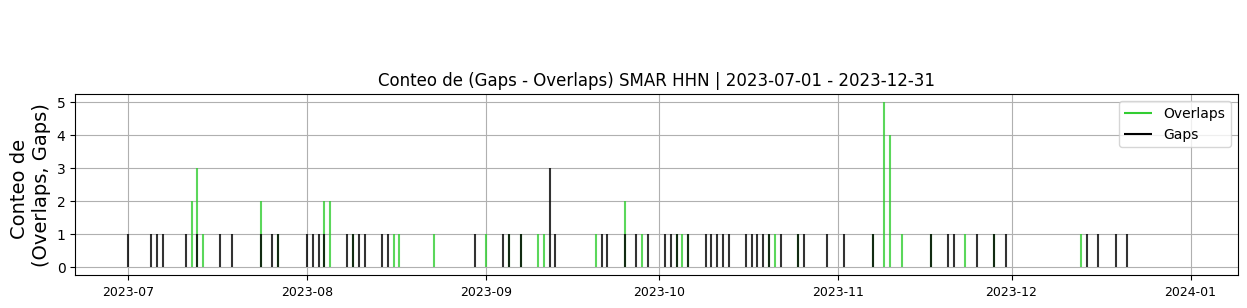 Conteo de (Gaps - Overlaps) SMAR HHN | 2023-07-01 - 2023-12-31
Conteo de
(Overlaps, Gaps)
5
4
3
2
1
0
Overlaps
Gaps
2023-07 2023-08 2023-09 2023-10 2023-11 2023-12 2024-01